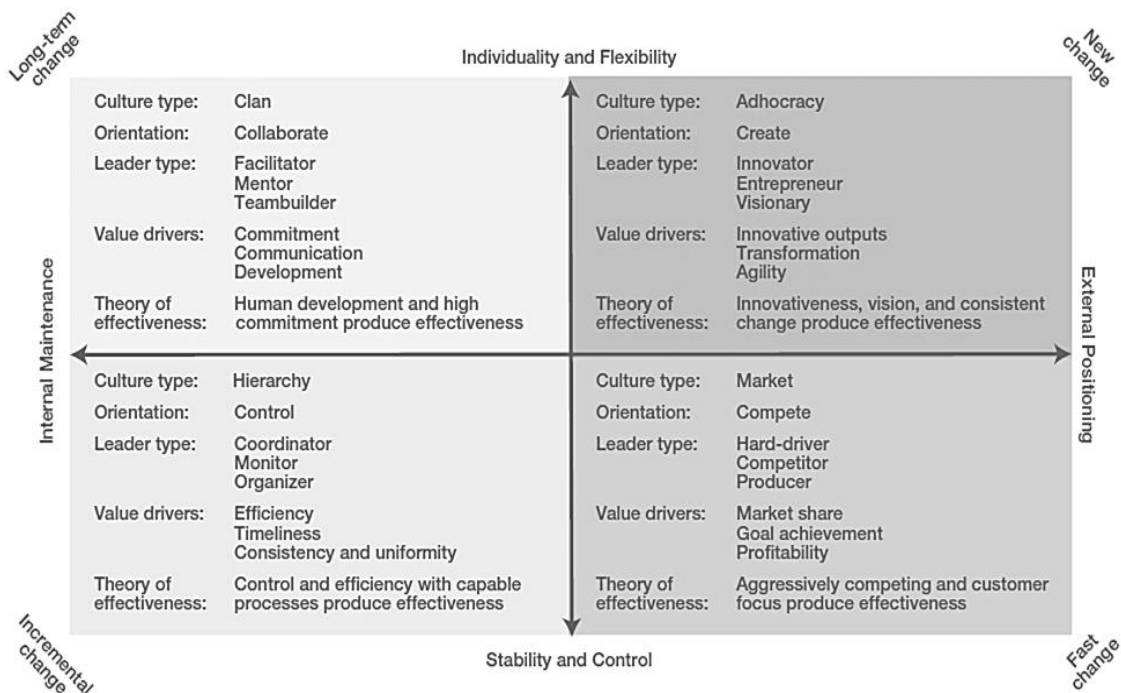 Long-term
change
Individuality and Flexibility
New
change
Culture type: Clan
Orientation: Collaborate
Leader type: Facilitator
Mentor
Teambuilder
Value drivers: Commitment
Communication
Development
Theory of Human development and high
effectiveness: commitment produce effectiveness
Culture type: Adhocracy
Orientation: Create
Leader type: Innovator
Entrepreneur
Visionary
Value drivers: Innovative outputs
Transformation
Agility
Theory of Innovativeness, vision, and consistent
effectiveness: change produce effectiveness
Internal Maintenance
External Positioning
Culture type: Hierarchy
Orientation: Control
Leader type: Coordinator
Monitor
Organizer
Value drivers: Efficiency
Timeliness
Consistency and uniformity
Theory of Control and efficiency with capable
effectiveness: processes produce effectiveness
Culture type: Market
Orientation: Compete
Leader type: Hard-driver
Competitor
Producer
Value drivers: Market share
Goal achievement
Profitability
Theory of Aggressively competing and customer
effectiveness: focus produce effectiveness
Incremental
change
Stability and Control
Fast
change